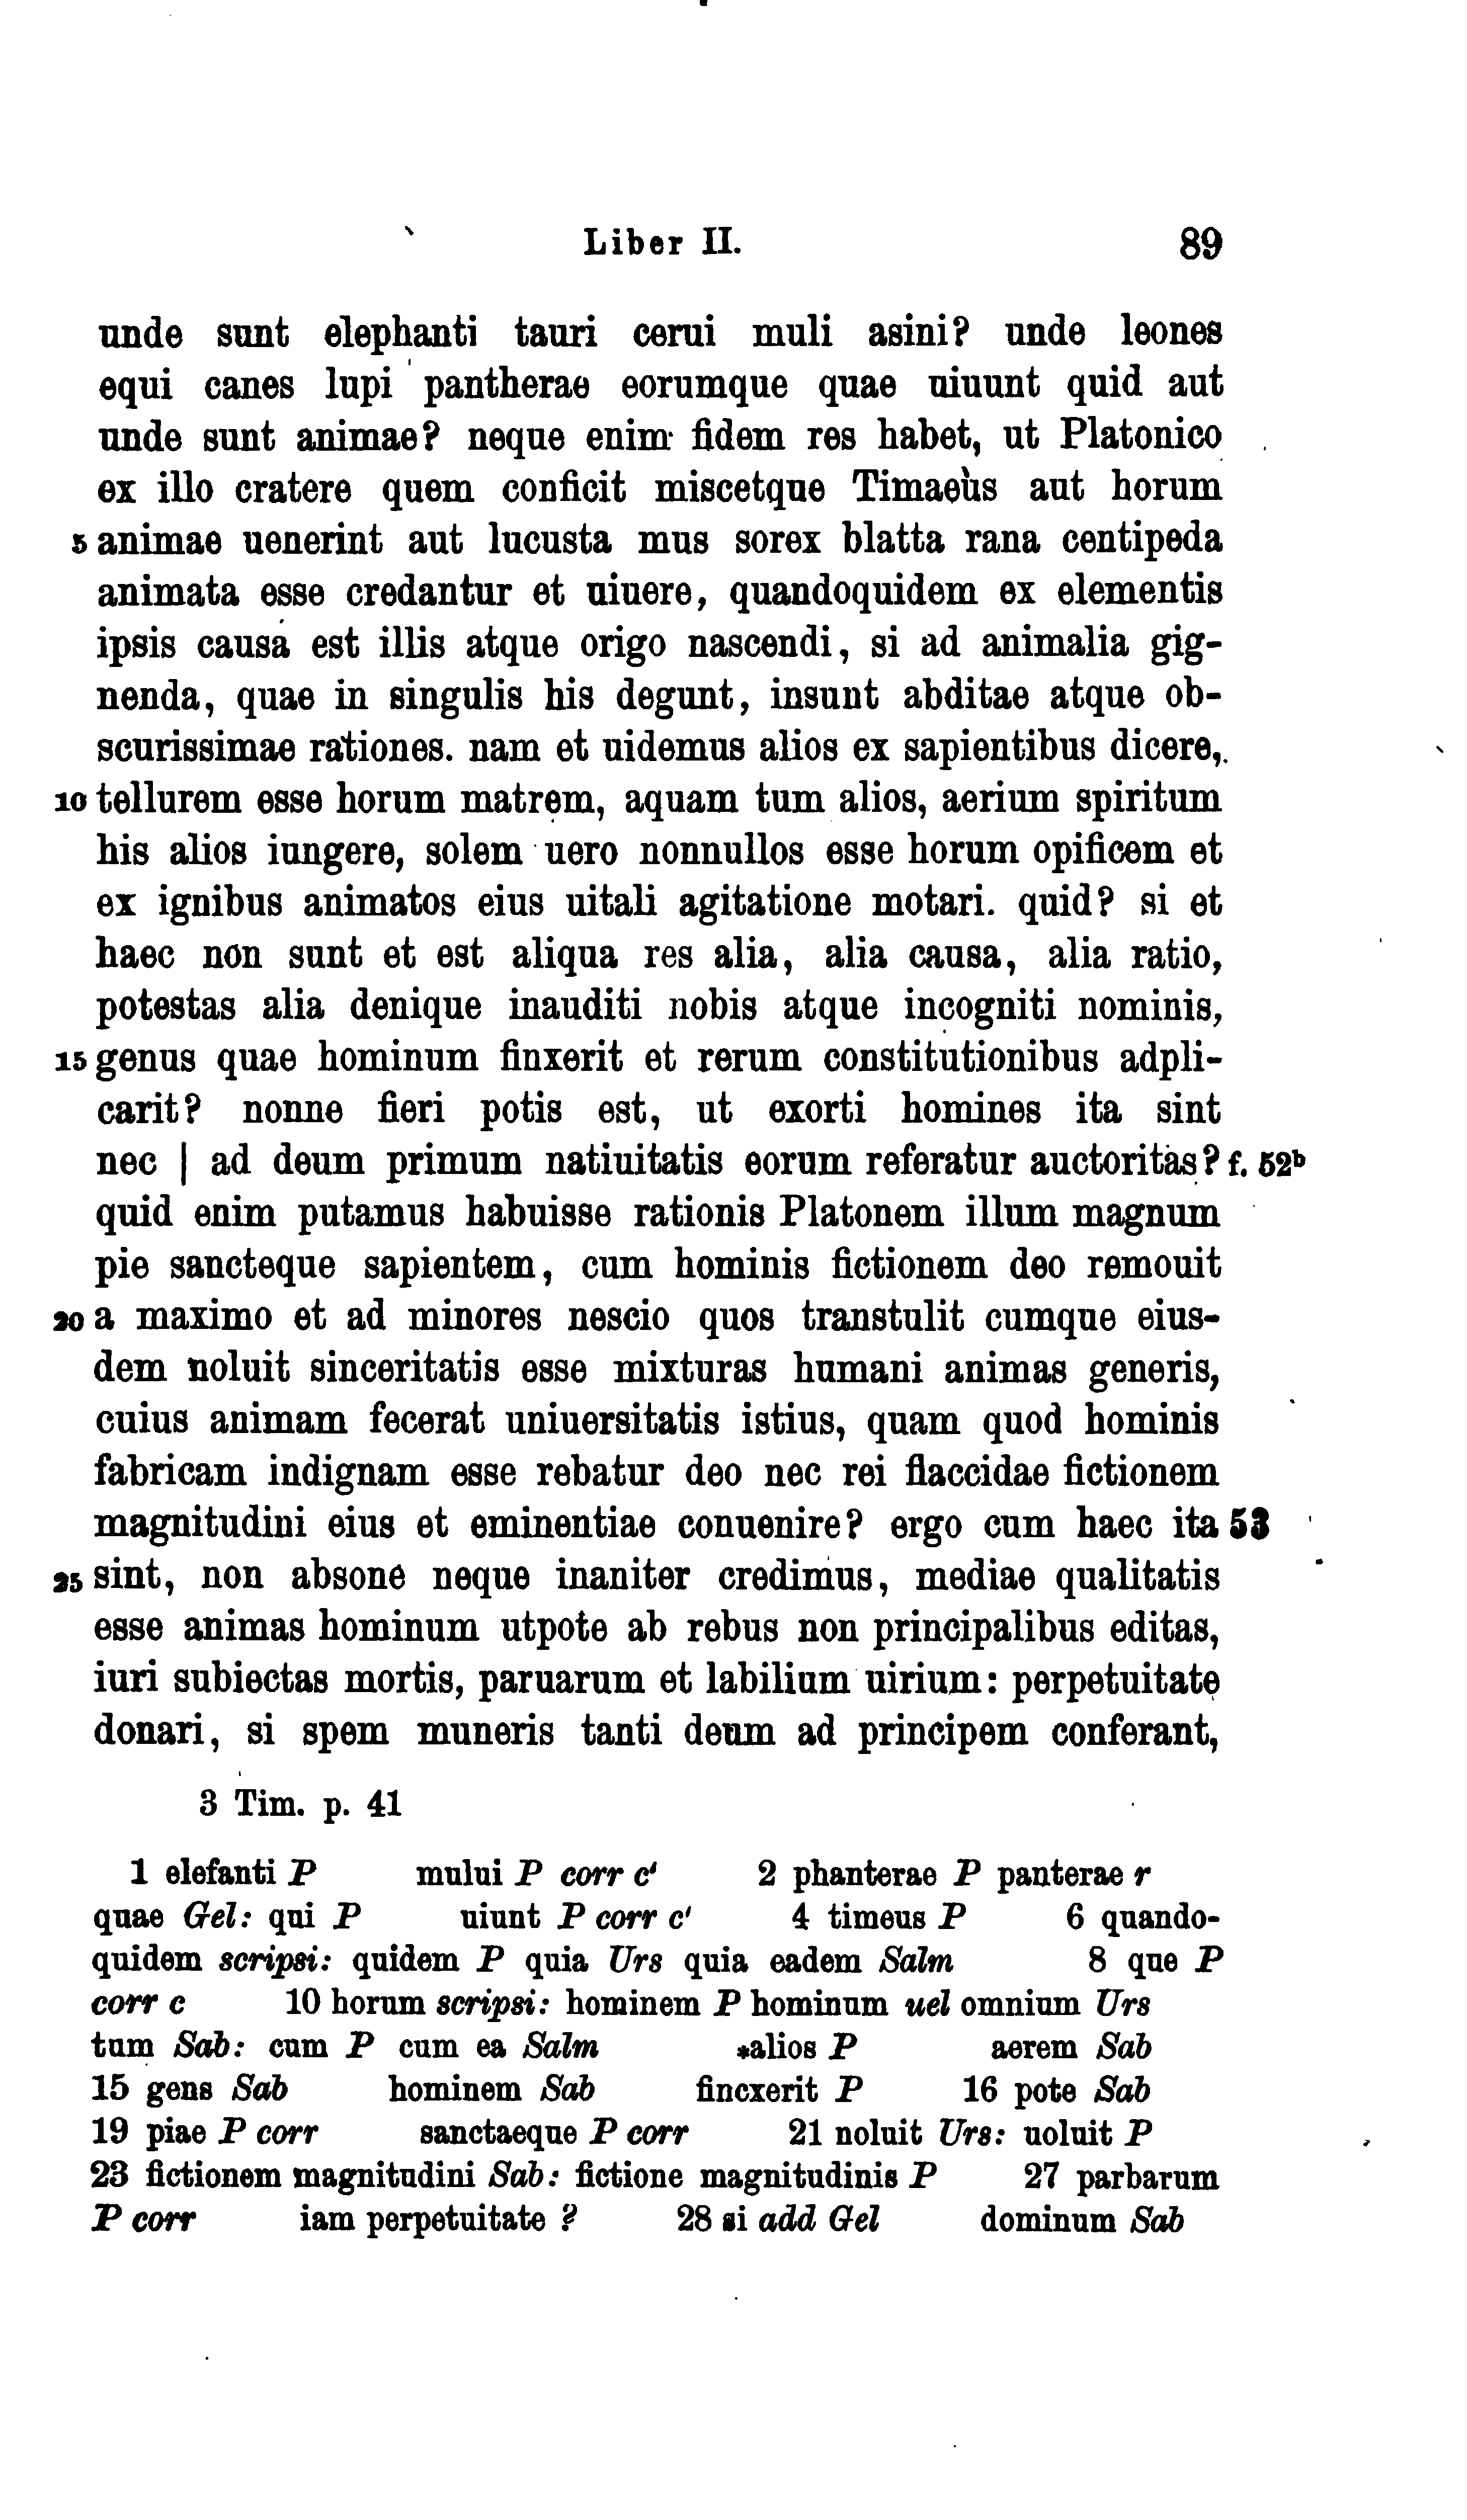 Liber II. 89
unde sunt elephanti tauri cerui muli asini? unde leones
equi canes lupi pantherae eorumque quae uiuunt quid aut
unde sunt animae? neque enim fidem res habet, ut Platonico
ex illo cratere quem conficit miscetque Timaeus aut horum
5 animae uenerint aut lucusta mus sorex blatta rana centipeda
animata esse credantur et uiuere, quandoquidem ex elementis
ipsis causa est illis atque origo nascendi, si ad animalia gig-
nenda, quae in singulis his degunt, insunt abditae atque ob-
scurissimae rationes. nam et uidemus alios ex sapientibus dicere,
10 tellurem esse horum matrem, aquam tum alios, aerium spiritum
his alios iungere, solem uero nonnullos esse horum opificem et
ex ignibus animatos eius uitali agitatione motari. quid? si et
haec non sunt et est aliqua res alia, alia causa, alia ratio,
potestas alia denique inauditi nobis atque incogniti nominis,
15 genus quae hominum finxerit et rerum constitutionibus adpli-
carit? nonne fieri potis est, ut exorti homines ita sint
nec | ad deum primum natiuitatis eorum referatur auctoritas? f. 52b
quid enim putamus habuisse rationis Platonem illum magnum
pie sancteque sapientem, cum hominis fictionem deo remouit
20 a maximo et ad minores nescio quos transtulit cumque eius-
dem noluit sinceritatis esse mixturas humani animas generis,
cuius animam fecerat uniuersitatis istius, quam quod hominis
fabricam indignam esse rebatur deo nec rei flaccidae fictionem
magnitudini eius et eminentiae conuenire? ergo cum haec ita 53
25 sint, non absone neque inaniter credimus, mediae qualitatis
esse animas hominum utpote ab rebus non principalibus editas,
iuri subiectas mortis, paruarum et labilium uirium: perpetuitate
donari, si spem muneris tanti deum ad principem conferant,
3 Tim. p. 41
1 elefanti P mului P corr c' 2 phanterae P panterae r
quae Gel: qui P uiunt P corr c' 4 timeus P 6 quando-
quidem scripsi: quidem P quia Urs quia eadem Salm 8 que P
corr c 10 horum scripsi: hominem P hominum uel omnium Urs
tum Sab: cum P cum ea Salm *alios P aerem Sab
15 gens Sab hominem Sab fincxerit P 16 pote Sab
19 piae P corr sanctaeque P corr 21 noluit Urs: uoluit P
23 fictionem magnitudini Sab: fictione magnitudinis P 27 parbarum
P corr iam perpetuitate ? 28 si add Gel dominum Sab